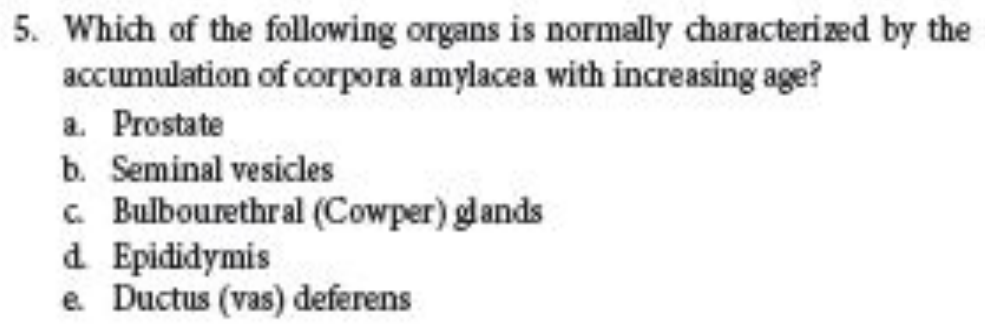 5. Which of the following organs is normally characterized by the
accumulation of corpora amylacea with increasing age?
a. Prostate
b. Seminal vesicles
c. Bulbourethral (Cowper) glands
d. Epididymis
e. Ductus (vas) deferens